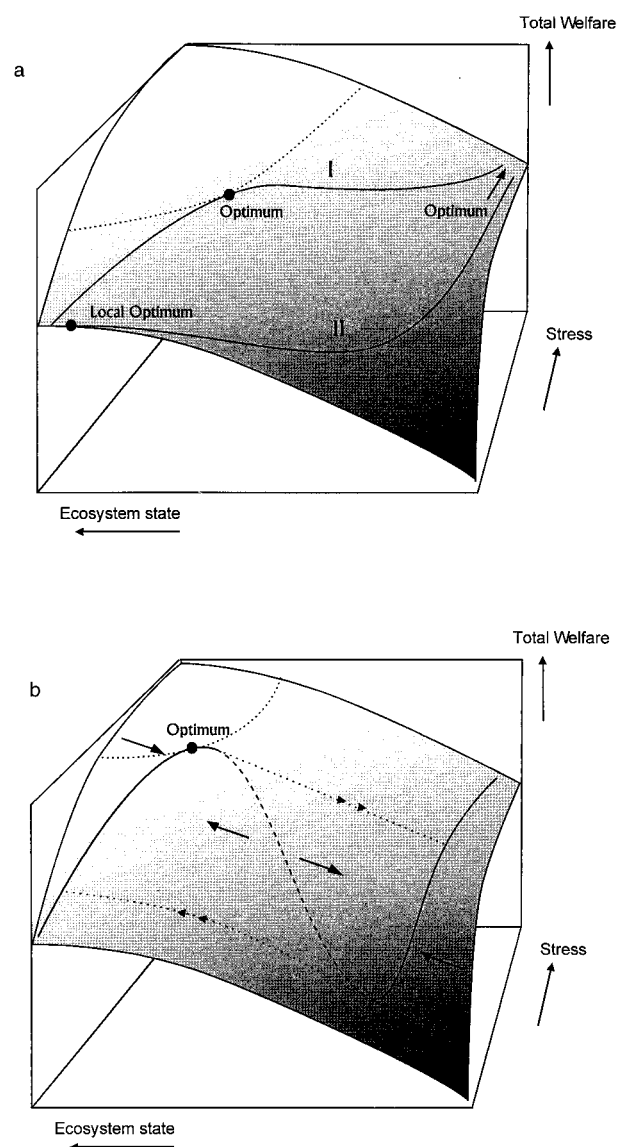 Total Welfare
a
I
Optimum
Optimum
Local Optimum
II
Stress
Ecosystem state
Total Welfare
b
Optimum
Stress
Ecosystem state